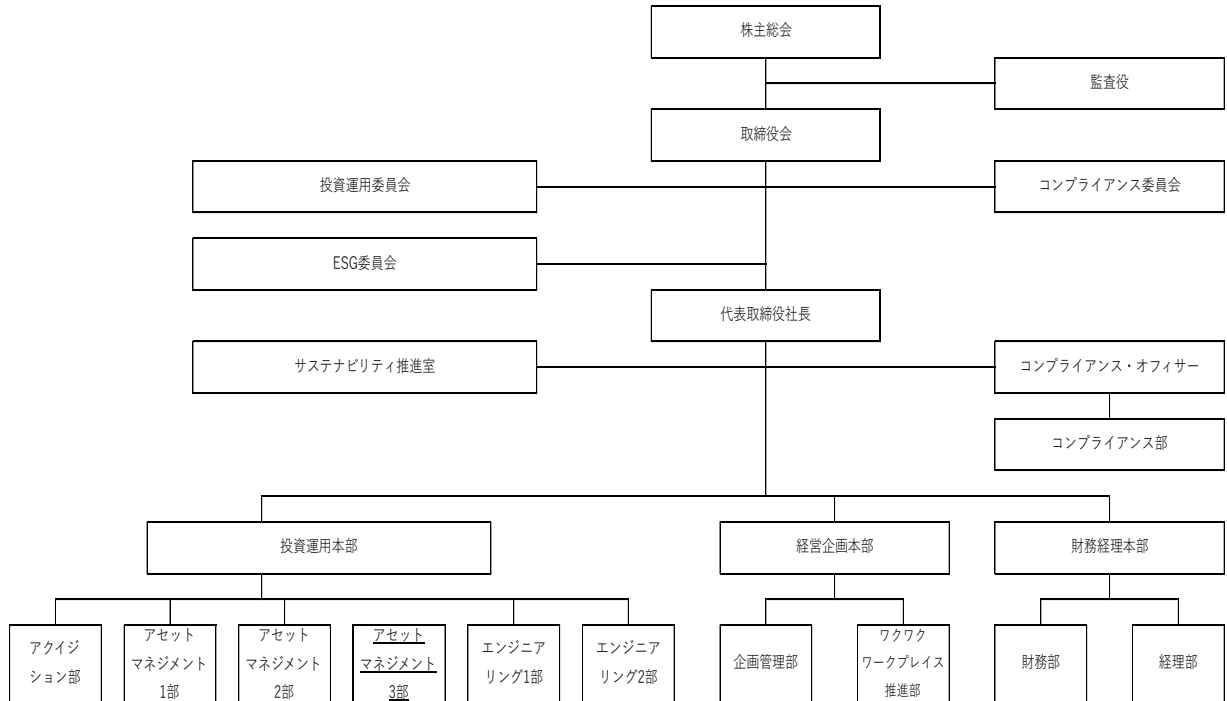 株主総会
監査役
取締役会
投資運用委員会
コンプライアンス委員会
ESG委員会
代表取締役社長
サステナビリティ推進室
コンプライアンス・オフィサー
コンプライアンス部
投資運用本部
経営企画本部
財務経理本部
アクイジ
ション部
アセット
マネジメント
1部
アセット
マネジメント
2部
アセット
マネジメント
3部
エンジニア
リング1部
エンジニア
リング2部
企画管理部
ワクワク
ワークプレイス
推進部
財務部
経理部